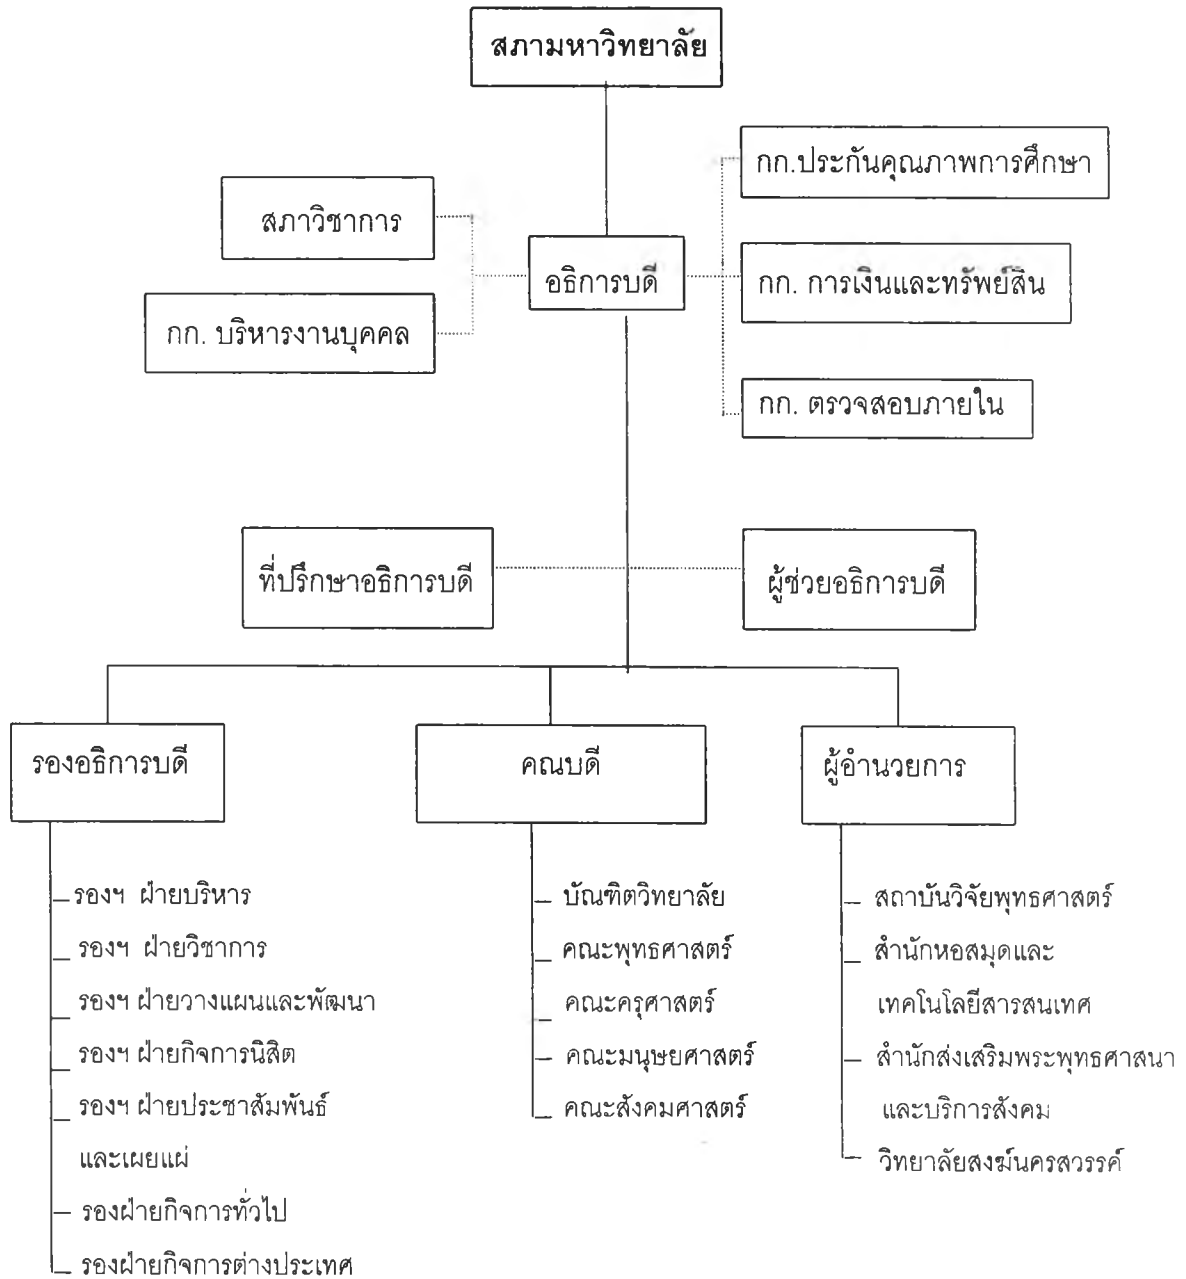 สภามหาวิทยาลัย
กก.ประกันคุณภาพการศึกษา
สภาวิชาการ
อธิการบดี
กก. การเงินและทรัพย์สิน
กก. บริหารงานบุคคล
กก. ตรวจสอบภายใน
ที่ปรึกษาอธิการบดี
ผู้ช่วยอธิการบดี
รองอธิการบดี
คณบดี
ผู้อำนวยการ
รองฯ ฝ่ายบริหาร
รองฯ ฝ่ายวิชาการ
รองฯ ฝ่ายวางแผนและพัฒนา
รองฯ ฝ่ายกิจการนิสิต
รองฯ ฝ่ายประชาสัมพันธ์
และเผยแผ่
รองฝ่ายกิจการทั่วไป
รองฝ่ายกิจการต่างประเทศ
บัณฑิตวิทยาลัย
คณะพุทธศาสตร์
คณะครุศาสตร์
คณะมนุษยศาสตร์
คณะสังคมศาสตร์
สถาบันวิจัยพุทธศาสตร์
สำนักหอสมุดและ
เทคโนโลยีสารสนเทศ
สำนักส่งเสริมพระพุทธศาสนา
และบริการสังคม
วิทยาลัยสงฆ์นครสวรรค์